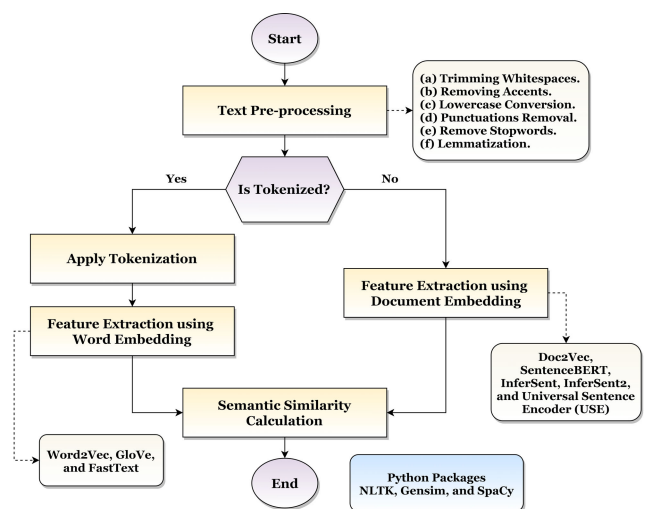 Start
Text Pre-processing
(a) Trimming Whitespaces.
(b) Removing Accents.
(c) Lowercase Conversion.
(d) Punctuations Removal.
(e) Remove Stopwords.
(f) Lemmatization.
Yes
Is Tokenized?
No
Apply Tokenization
Feature Extraction using
Document Embedding
Feature Extraction using
Word Embedding
Doc2Vec,
SentenceBERT,
InferSent, InferSent2,
and Universal Sentence
Encoder (USE)
Semantic Similarity
Calculation
Word2Vec, GloVe,
and FastText
End
Python Packages
NLTK, Gensim, and SpaCy